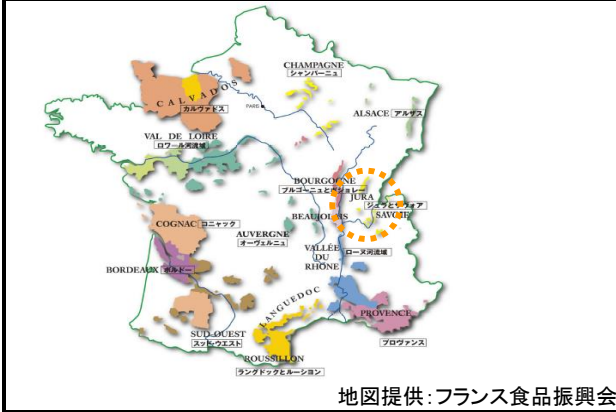 CHAMPAGNE
シャンパーニュ
CALVADOS
カルヴァドス
PARIS
ALSACE アルザス
VAL DE LOIRE
ロワール河流域
BOURGOGNE
ブルゴーニュとボジョレー
JURA
ジュラとサヴォア
BEAUJOLAIS
SAVOIE
COGNAC コニャック
AUVERGNE
オーヴェルニュ
VALLÉE
DU
RHÔNE
ローヌ河流域
BORDEAUX ボルドー
LANGUEDOC
PROVENCE
プロヴァンス
SUD-OUEST
スッド・ウエスト
ROUSSILLON
ラングドックとルーション
地図提供:フランス食品振興会